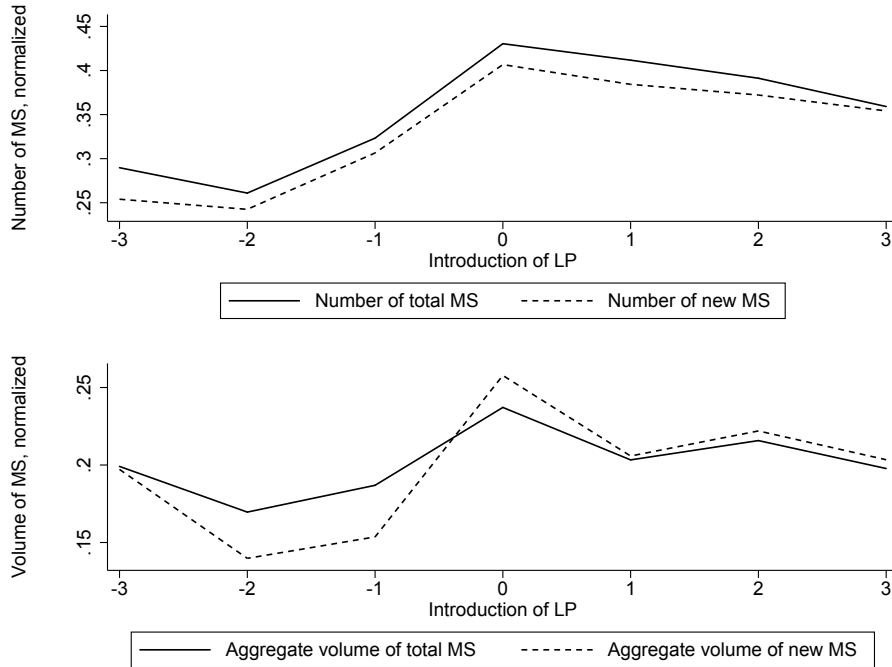 Number of MS, normalized
.45
.4
.35
.3
.25
-3 -2 -1 0 1 2 3
Introduction of LP
Number of total MS Number of new MS
Volume of MS, normalized
.25
.2
.15
-3 -2 -1 0 1 2 3
Introduction of LP
Aggregate volume of total MS Aggregate volume of new MS